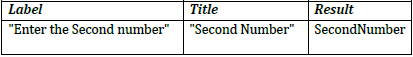 Label Title Result
"Enter the Second number" "Second Number" SecondNumber